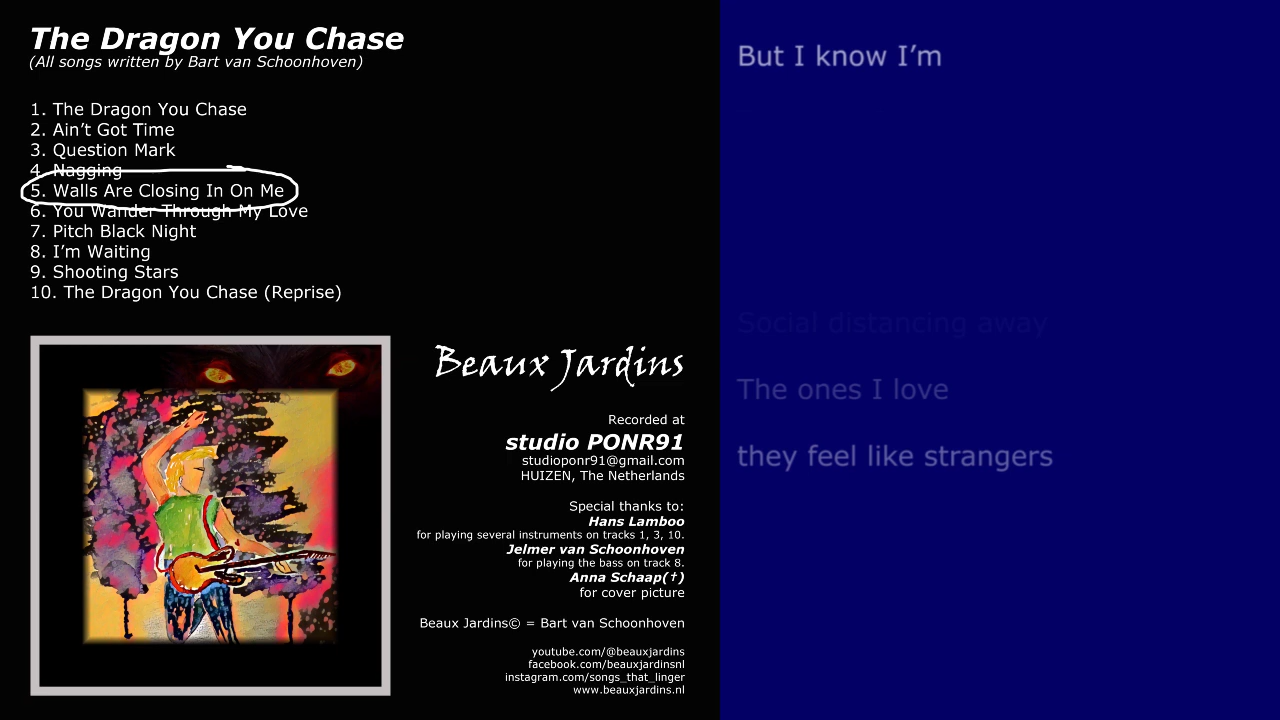 The Dragon You Chase
(All songs written by Bart van Schoonhoven)
1. The Dragon You Chase
2. Ain’t Got Time
3. Question Mark
4. Nagging
5. Walls Are Closing In On Me
6. You Wander Through My Love
7. Pitch Black Night
8. I’m Waiting
9. Shooting Stars
10. The Dragon You Chase (Reprise)
Beaux Jardins
Recorded at
studio PONR91
studioponr91@gmail.com
HUIZEN, The Netherlands
Special thanks to:
Hans Lamboo
for playing several instruments on tracks 1, 3, 10.
Jelmer van Schoonhoven
for playing the bass on track 8.
Anna Schaap(†)
for cover picture
Beaux Jardins© = Bart van Schoonhoven
youtube.com/@beauxjardins
facebook.com/beauxjardinsnl
instagram.com/songs_that_linger
www.beauxjardins.nl
But I know I’m
Social distancing away
The ones I love
they feel like strangers